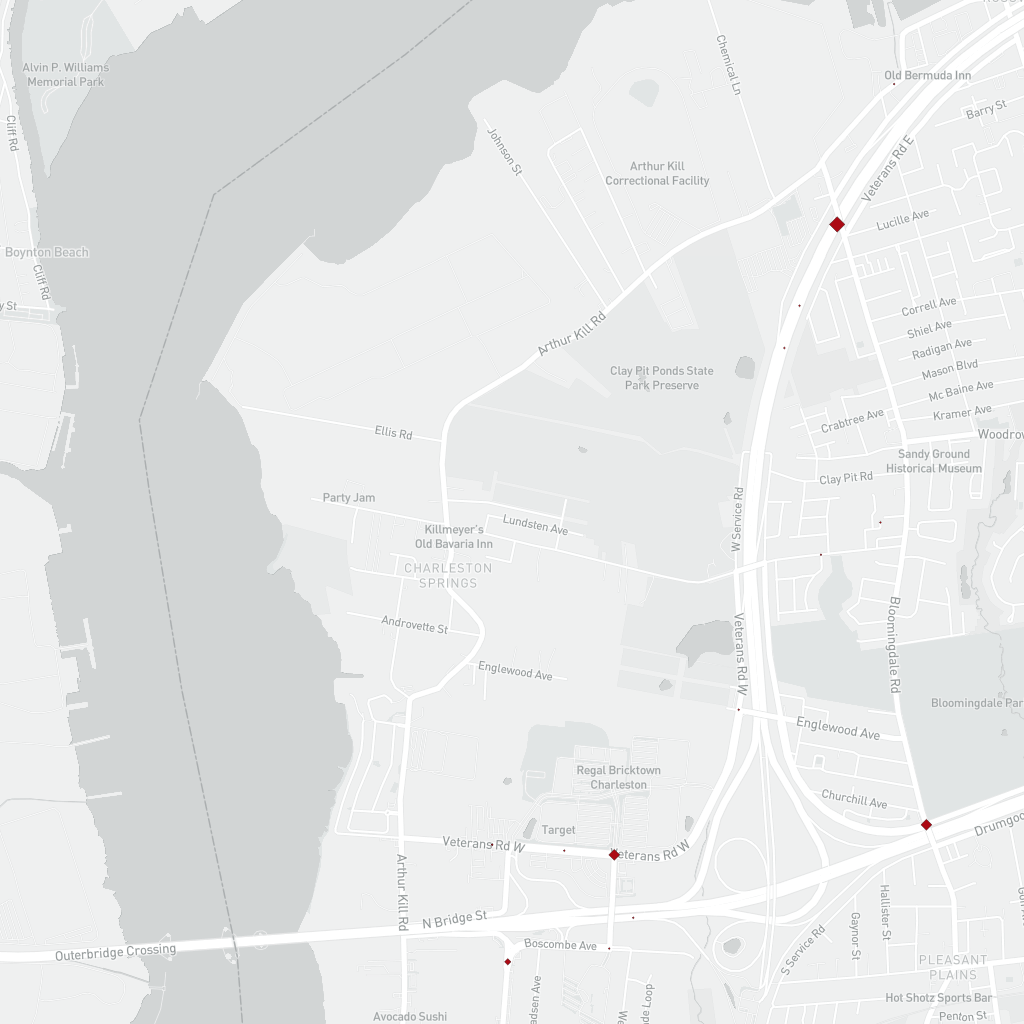 Alvin P. Williams
Memorial Park
Cliff Rd
Chemical Ln
Old Bermuda Inn
Barry St
Johnson St
Arthur Kill
Correctional Facility
Veterans Rd E
Lucille Ave
Boynton Beach
Cliff Rd
y St
Correll Ave
Shiel Ave
Arthur Kill Rd
Radigan Ave
Clay Pit Ponds State
Park Preserve
Mason Blvd
Mc Baine Ave
Crabtree Ave
Kramer Ave
Ellis Rd
Woodrow
Sandy Ground
Historical Museum
Clay Pit Rd
Party Jam
W Service Rd
Killmeyer's
Old Bavaria Inn
Lundsten Ave
CHARLESTON
SPRINGS
Androvette St
Veterans Rd W
Bloomingdale Rd
Englewood Ave
Bloomingdale Par
Englewood Ave
Regal Bricktown
Charleston
Churchill Ave
Target
Veterans Rd W
Veterans Rd W
Drumgoo
Arthur Kill Rd
N Bridge St
Hallister St
Gaynor St
Outerbridge Crossing
Boscombe Ave
S Service Rd
PLEASANT
PLAINS
Hot Shotz Sports Bar
Avocado Sushi
Penton St